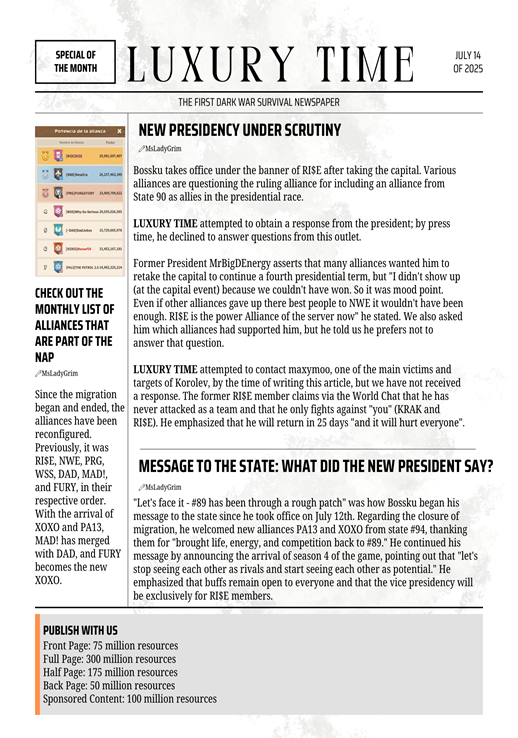 SPECIAL OF
THE MONTH
LUXURY TIME
JULY 14
OF 2025
THE FIRST DARK WAR SURVIVAL NEWSPAPER
Potencia de la alianza
NEW PRESIDENCY UNDER SCRUTINY
MsLadyGrim
Bossku takes office under the banner of RI$E amid the capital taking. Various
alliances are questioning the ruling alliance for including an alliance from
State 90 as allies in the presidential race.
LUXURY TIME attempted to obtain a response from the president; by press
time, he declined to answer questions from this outlet.
Former President MrBigDEnergy asserts that many alliances wanted him to
retake the capital to continue a fourth presidential term, but "I didn't show up
(at the capital event) because we couldn't have won. So it was mood point.
Even if other alliances gave up there best people to NWE it wouldn't have been
enough. RI$E is the power Alliance of the server now" he stated. We also asked
him which alliances had supported him, but he told us he prefers not to
answer that question.
LUXURY TIME attempted to contact maxymoo, one of the main victims and
targets of Korolev, by the time of writing this article, but we have not received
a response. The former RI$E member claims via the World Chat that he has
never attacked as a team and that he only fights against "you" (KRAK and
RI$E). He emphasized that he will return in 25 days "and it will hurt everyone".
CHECK OUT THE
MONTHLY LIST OF
ALLIANCES THAT
ARE PART OF THE
NAP
MsLadyGrim
Since the migration
began and ended, the
alliances have been
reconfigured.
Previously, it was
RI$E, NWE, PRG,
WSS, DAD, MAD!,
and FURY, in their
respective order.
With the arrival of
XOXO and PA13,
MAD! has merged
with DAD, and FURY
becomes the new
XOXO.
MESSAGE TO THE STATE: WHAT DID THE NEW PRESIDENT SAY?
MsLadyGrim
"Let's face it - #89 has been through a rough patch" was how Bossku began his
message to the state since he took office on July 12th. Regarding the closure of
migration, he welcomed new alliances PA13 and XOXO from state #94, thanking
them for "brought life, energy, and competition back to #89." He continued his
message by announcing the arrival of season 4 of the game, pointing out that "let's
stop seeing each other as rivals and start seeing each other as potential." He
emphasized that buffs remain open to everyone and that the vice presidency will
be exclusively for RI$E members.
PUBLISH WITH US
Front Page: 75 million resources
Full Page: 300 million resources
Half Page: 175 million resources
Back Page: 50 million resources
Sponsored Content: 100 million resources